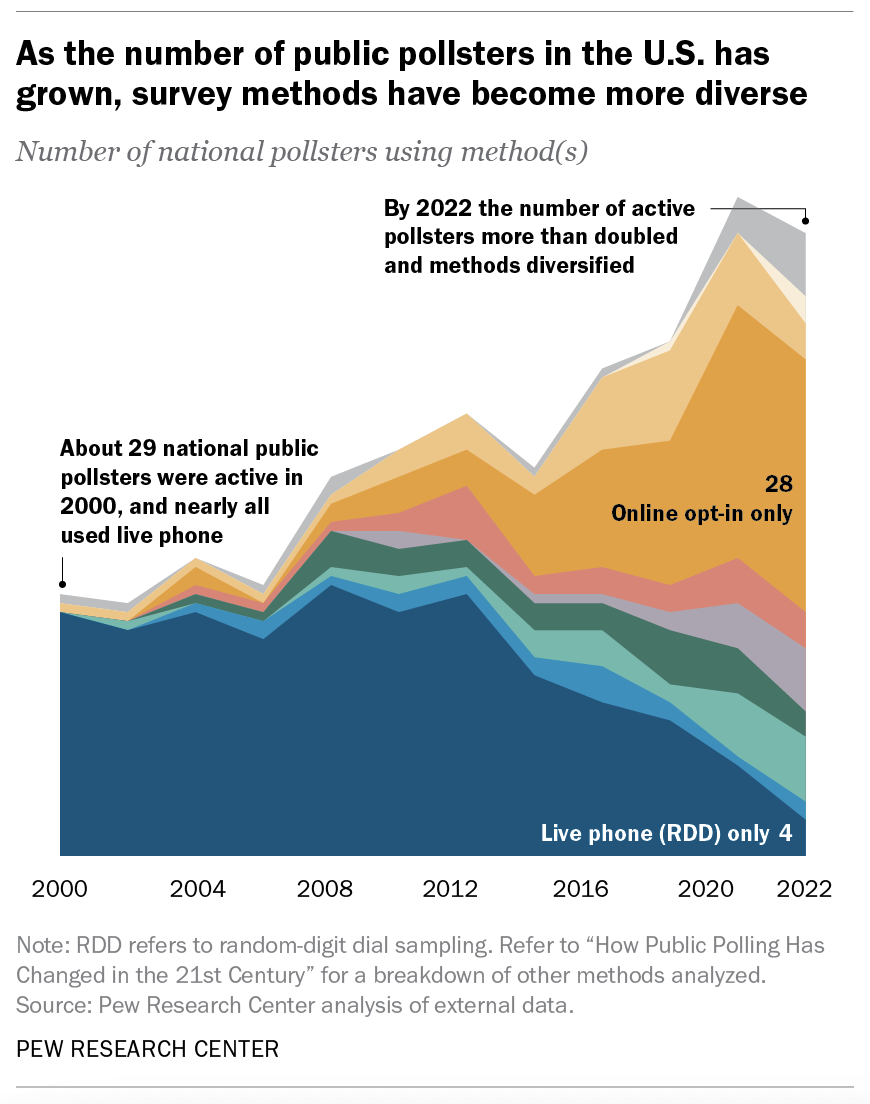 As the number of public pollsters in the U.S. has
grown, survey methods have become more diverse
Number of national pollsters using method(s)
By 2022 the number of active
pollsters more than doubled
and methods diversified
About 29 national public
pollsters were active in
2000, and nearly all
used live phone
28
Online opt-in only
Live phone (RDD) only 4
2000 2004 2008 2012 2016 2020 2022
Note: RDD refers to random-digit dial sampling. Refer to “How Public Polling Has
Changed in the 21st Century” for a breakdown of other methods analyzed.
Source: Pew Research Center analysis of external data.
PEW RESEARCH CENTER